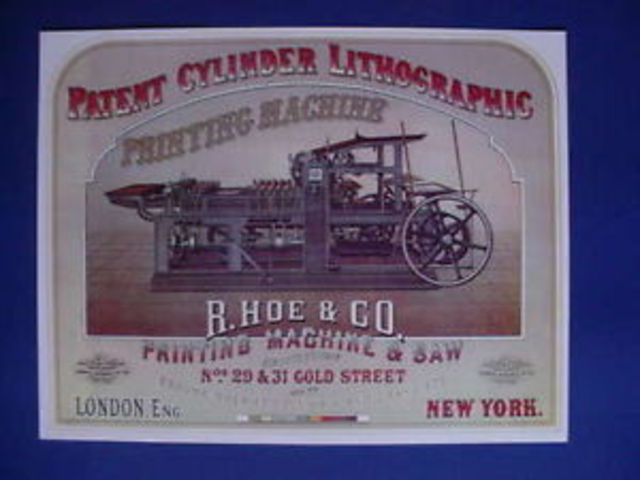 PATENT CYLINDER LITHOGRAPHIC
PRINTING MACHINE
R. HOE & CO.
PRINTING MACHINE & SAW
Nos 29 & 31 GOLD STREET
LONDON, ENG
NEW YORK.